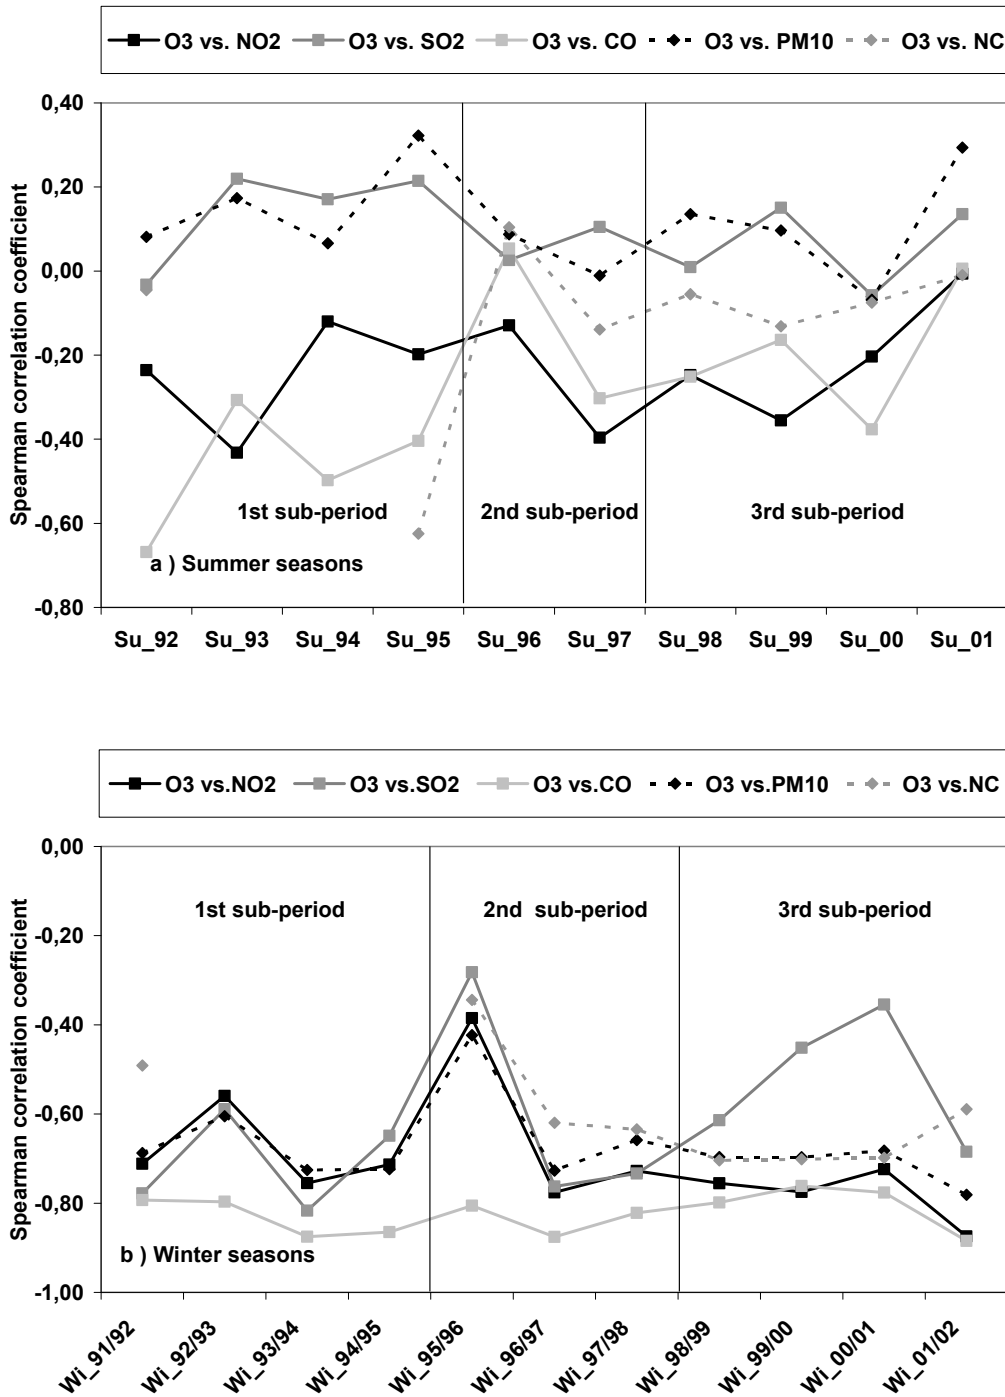 O3 vs. NO2 O3 vs. SO2 O3 vs. CO O3 vs. PM10 O3 vs. NC
Spearman correlation coefficient
0,40
0,20
0,00
-0,20
-0,40
-0,60
-0,80
1st sub-period 2nd sub-period 3rd sub-period
a ) Summer seasons
Su_92 Su_93 Su_94 Su_95 Su_96 Su_97 Su_98 Su_99 Su_00 Su_01
O3 vs.NO2 O3 vs.SO2 O3 vs.CO O3 vs.PM10 O3 vs.NC
Spearman correlation coefficient
0,00
-0,20
-0,40
-0,60
-0,80
-1,00
1st sub-period 2nd sub-period 3rd sub-period
b ) Winter seasons
Wi_91/92 Wi_92/93 Wi_93/94 Wi_94/95 Wi_95/96 Wi_96/97 Wi_97/98 Wi_98/99 Wi_99/00 Wi_00/01 Wi_01/02